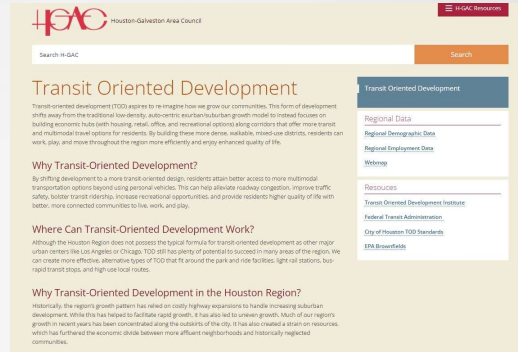 H-GAC Resources
HGAC Houston-Galveston Area Council
Search H-GAC
Search
Transit Oriented Development
Transit-oriented development (TOD) aspires to re-imagine how we grow our communities. This form of development
shifts away from the traditional low-density, auto-centric exurban/suburban growth model to instead focuses on
building economic hubs (with housing, retail, office, and recreational options) along corridors that offer more transit
and multimodal travel options for residents. By building these more dense, walkable, mixed-use districts, residents can
work, play, and move throughout the region more efficiently and enjoy enhanced quality of life.
Why Transit-Oriented Development?
By shifting development to a more transit-oriented design, residents attain better access to more multimodal
transportation options beyond using personal vehicles. This can help alleviate roadway congestion, improve traffic
safety, bolster transit ridership, increase recreational opportunities, and provide residents higher quality of life with
better, more connected communities to live, work, and play.
Where Can Transit-Oriented Development Work?
Although the Houston Region does not possess the typical formula for transit-oriented development as other major
urban centers like Los Angeles or Chicago, TOD still has plenty of potential to succeed in many areas of the region. We
can create more effective, alternative types of TOD that fit around the park and ride facilities, light rail stations, bus-
rapid transit stops, and high use local routes.
Why Transit-Oriented Development in the Houston Region?
Historically, the region's growth pattern has relied on costly highway expansions to handle increasing suburban
development. While this has helped to facilitate rapid growth, it has also led to uneven growth. Much of our region's
growth in recent years has been concentrated along the outskirts of the city. It has also created a strain on resources,
which has furthered the economic divide between more affluent neighborhoods and historically neglected
communities.
Transit Oriented Development
Regional Data
Regional Demographic Data
Regional Employment Data
Webmap
Resouces
Transit Oriented Development Institute
Federal Transit Administration
City of Houston TOD Standards
EPA Brownfields